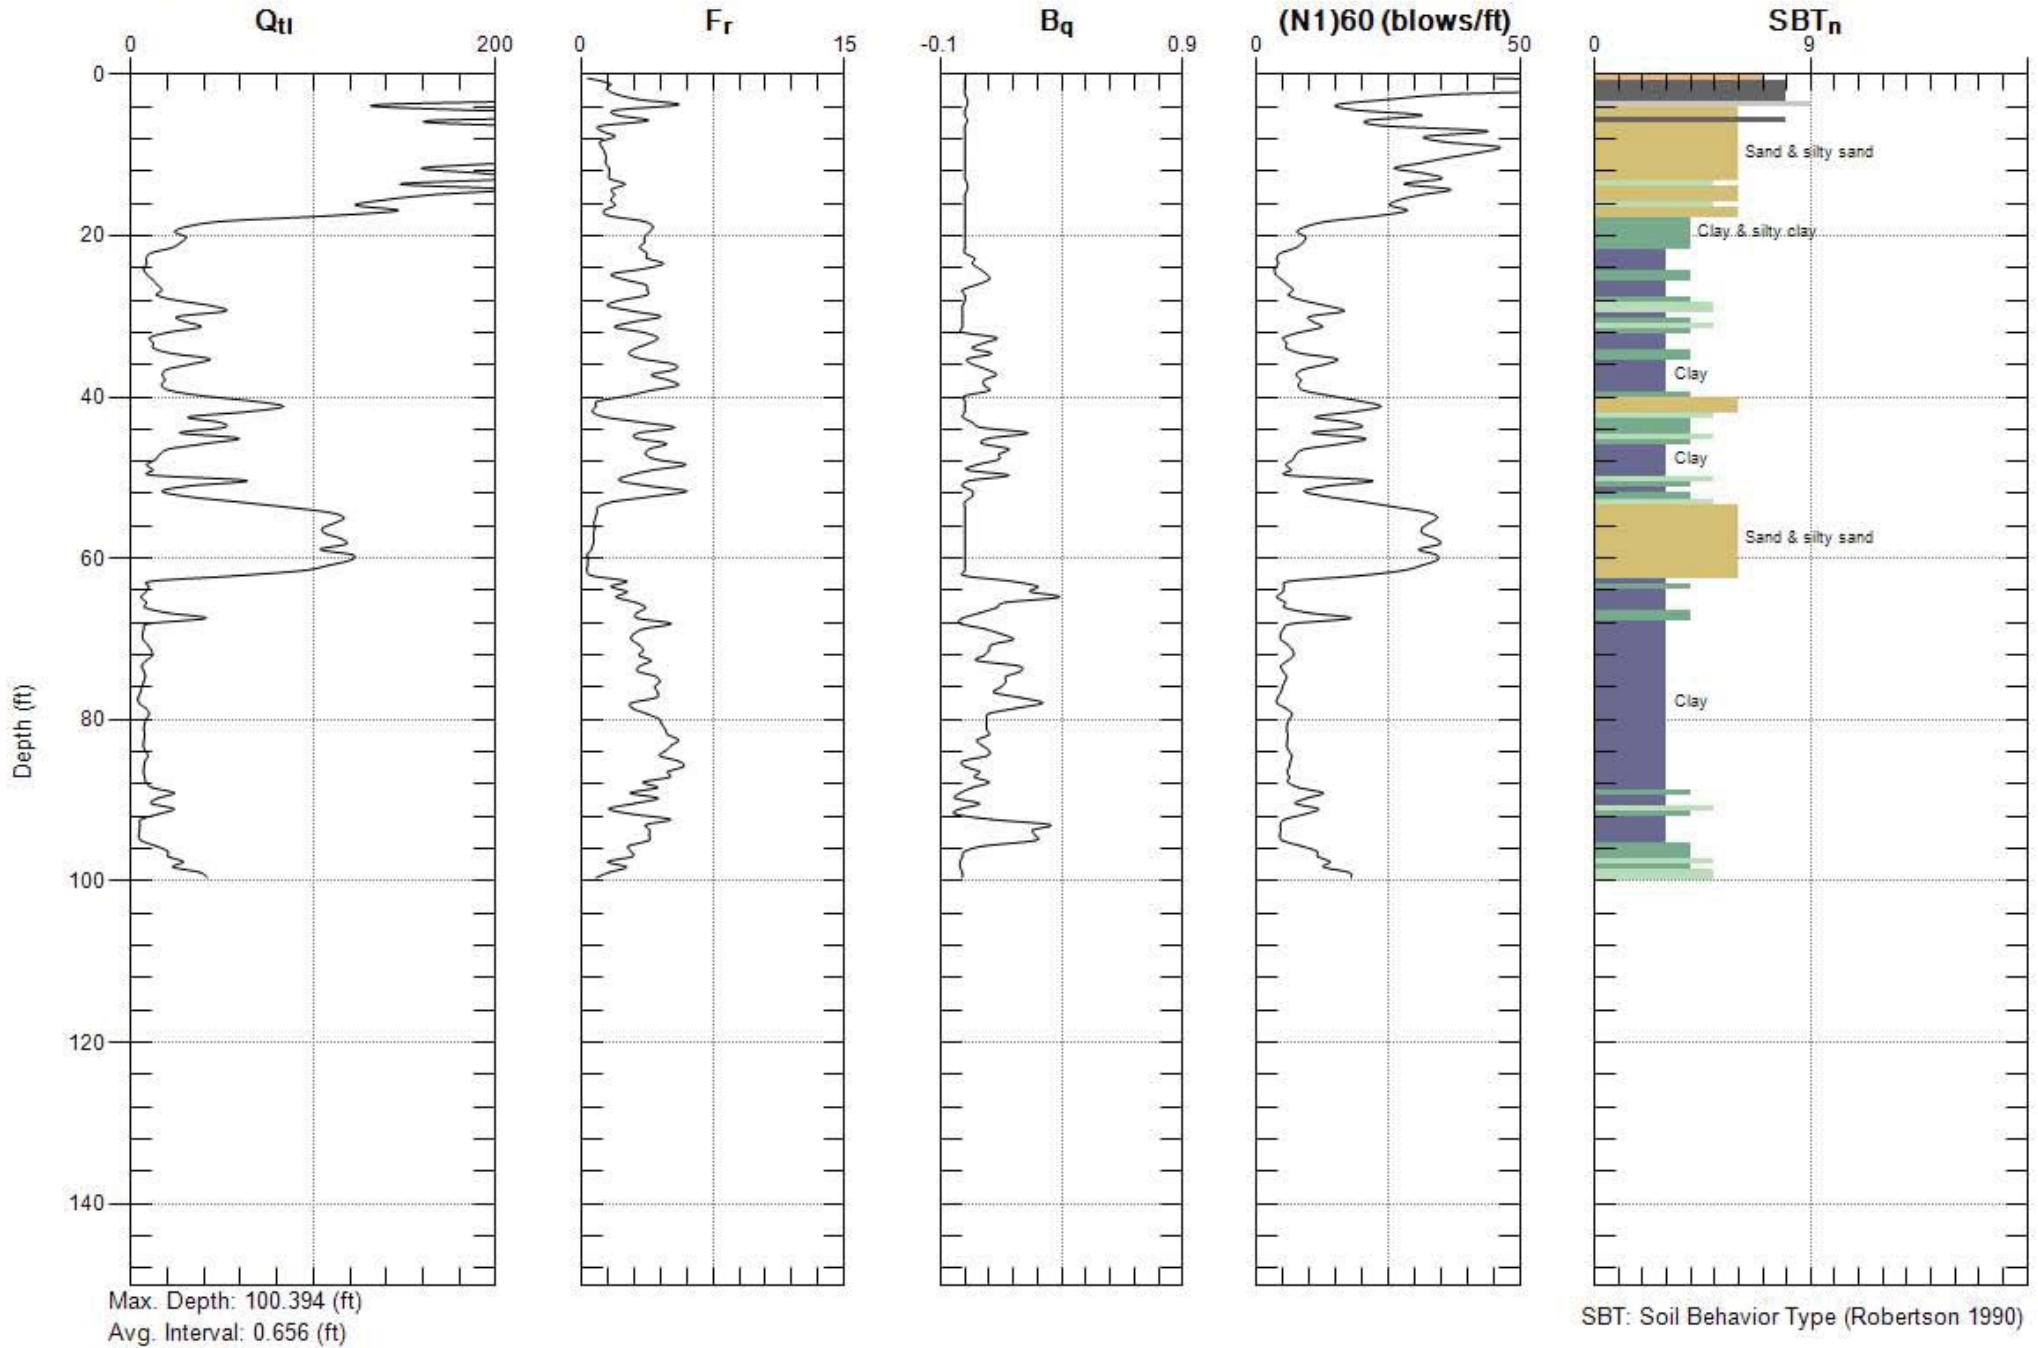 Qtl Fr Bq (N1)60 (blows/ft) SBTn
0 200 0 15 -0.1 0.9 0 50 0 9
0
Sand & silty sand
20
Clay & silty clay
Clay
40
Clay
Sand & silty sand
60
Clay
80
Depth (ft)
100
120
140
Max. Depth: 100.394 (ft)
Avg. Interval: 0.656 (ft)
SBT: Soil Behavior Type (Robertson 1990)